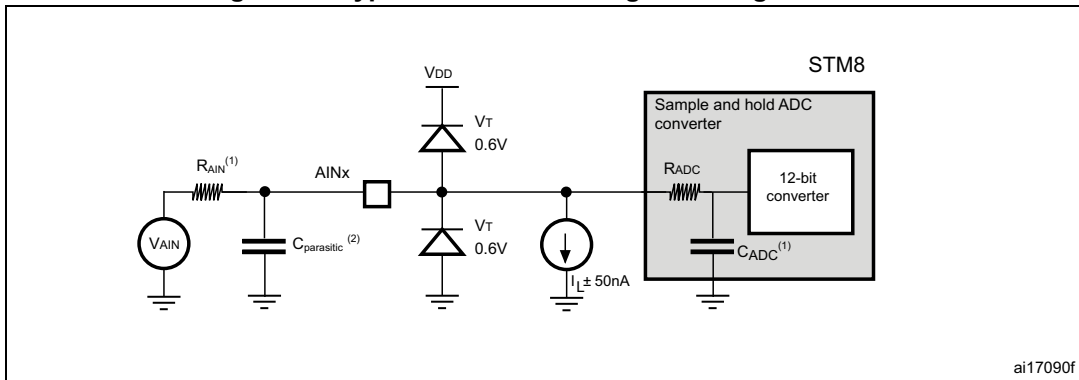 STM8
VDD
Sample and hold ADC
converter
VT
0.6V
RAIN(1)
AINx
RADC
12-bit
converter
VT
0.6V
VAIN
Cparasitic (2)
CADC(1)
IL± 50nA
ai17090f